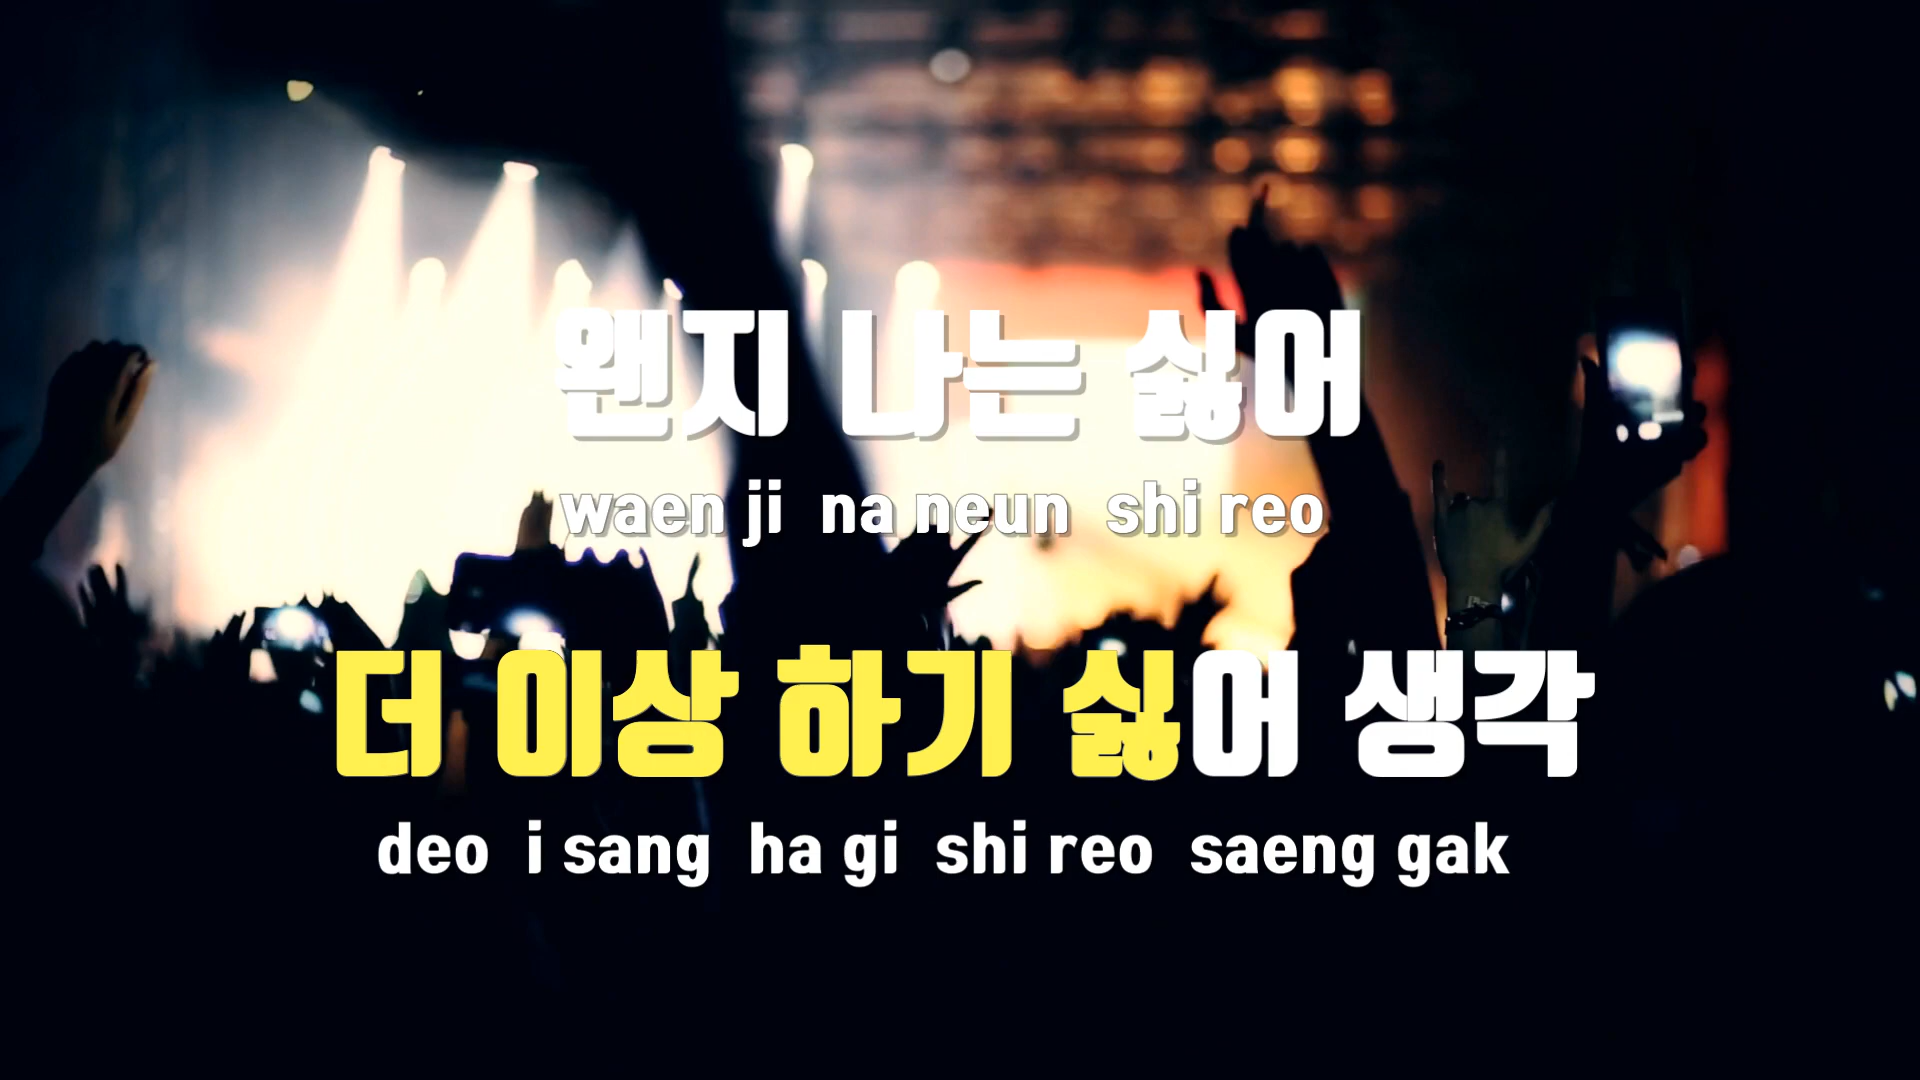 왠지 나는 싫어
waen ji na neun shi reo
더 이상 하기 싫어 생각
deo i sang ha gi shi reo saeng gak